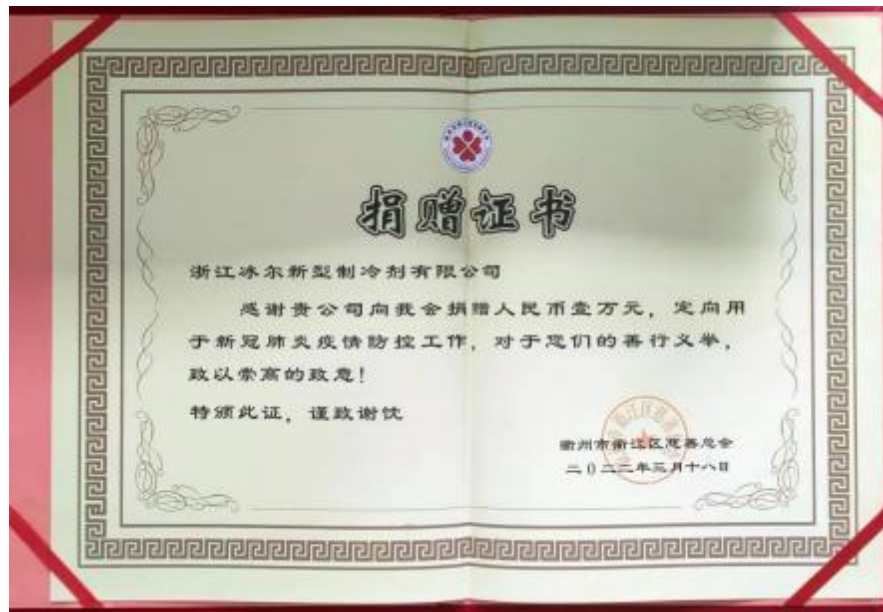 捐赠证书
浙江冰尔新型制冷剂有限公司
感谢贵公司向我会捐赠人民币壹万元，定向用
于新冠肺炎疫情防控工作，对于您们的善行义举，
致以崇高的致意！
特颁此证，谨致谢忱
衢州市衢江区慈善总会
二0二二年三月十八日